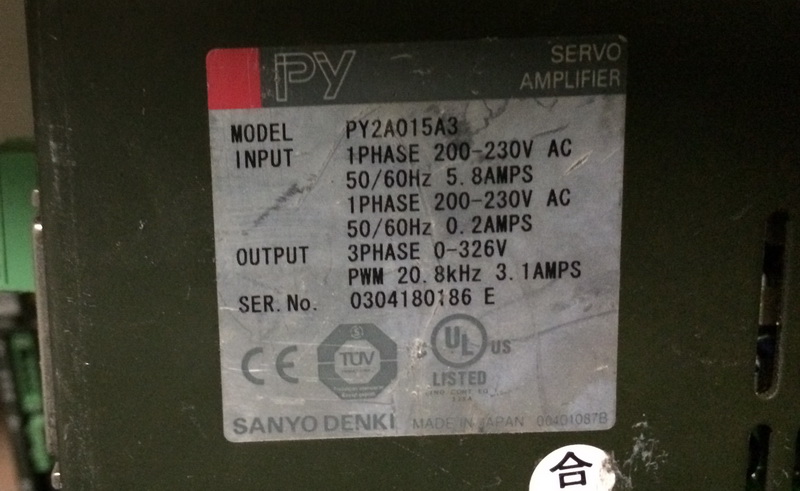 PY
SERVO
AMPLIFIER
MODEL PY2A015A3
INPUT 1PHASE 200-230V AC
50/60Hz 5.8AMPS
1PHASE 200-230V AC
50/60Hz 0.2AMPS
OUTPUT 3PHASE 0-326V
PWM 20.8kHz 3.1AMPS
SER.No. 0304180186 E
CE TÜV C UL US
LISTED
SANYO DENKI MADE IN JAPAN 00401087B
合